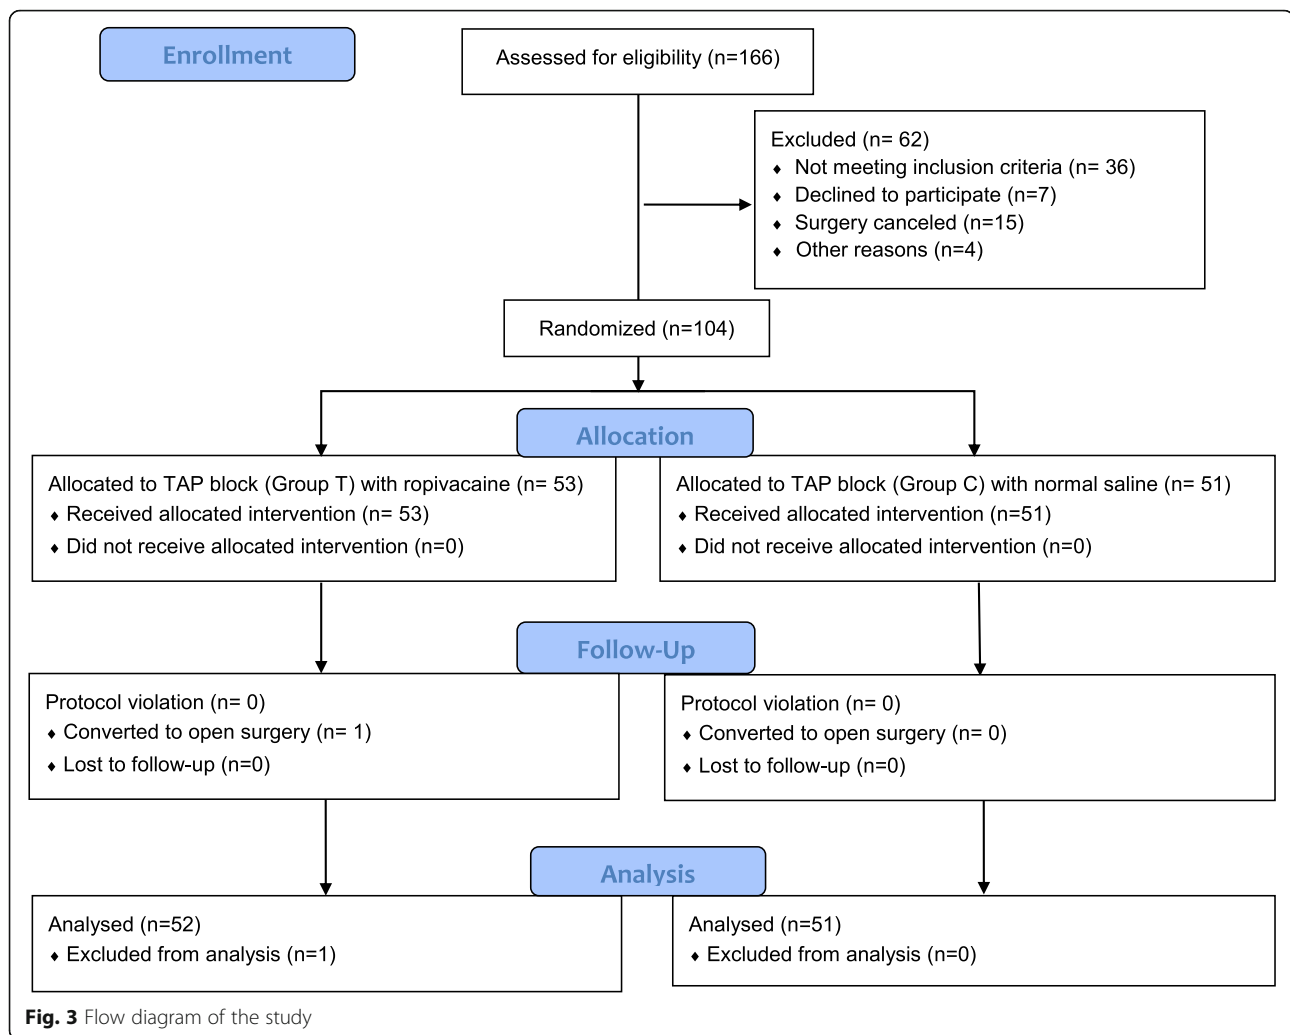 Enrollment
Assessed for eligibility (n=166)
Excluded (n= 62)
♦ Not meeting inclusion criteria (n= 36)
♦ Declined to participate (n=7)
♦ Surgery canceled (n=15)
♦ Other reasons (n=4)
Randomized (n=104)
Allocation
Allocated to TAP block (Group T) with ropivacaine (n= 53)
♦ Received allocated intervention (n= 53)
♦ Did not receive allocated intervention (n=0)
Allocated to TAP block (Group C) with normal saline (n= 51)
♦ Received allocated intervention (n=51)
♦ Did not receive allocated intervention (n=0)
Follow-Up
Protocol violation (n= 0)
♦ Converted to open surgery (n= 1)
♦ Lost to follow-up (n=0)
Protocol violation (n= 0)
♦ Converted to open surgery (n= 0)
♦ Lost to follow-up (n=0)
Analysis
Analysed (n=52)
♦ Excluded from analysis (n=1)
Analysed (n=51)
♦ Excluded from analysis (n=0)
Fig. 3 Flow diagram of the study